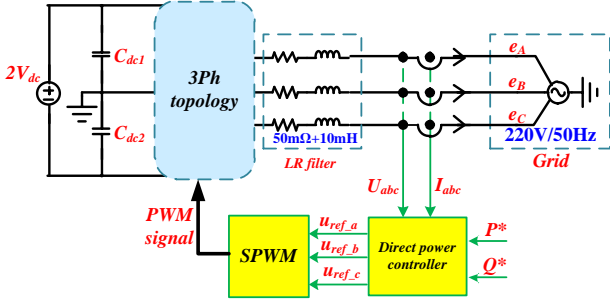 2V_dc
C_dc1
C_dc2
3Ph
topology
50mΩ+10mH
LR filter
e_A
e_B
e_C
220V/50Hz
Grid
U_abc
I_abc
PWM
signal
SPWM
u_ref_a
u_ref_b
u_ref_c
Direct power
controller
P*
Q*